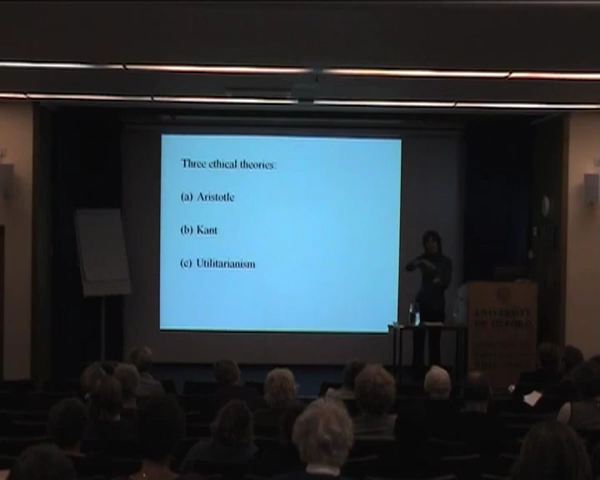 Three ethical theories:
(a) Aristotle
(b) Kant
(c) Utilitarianism
UNIVERSITY
OF OXFORD